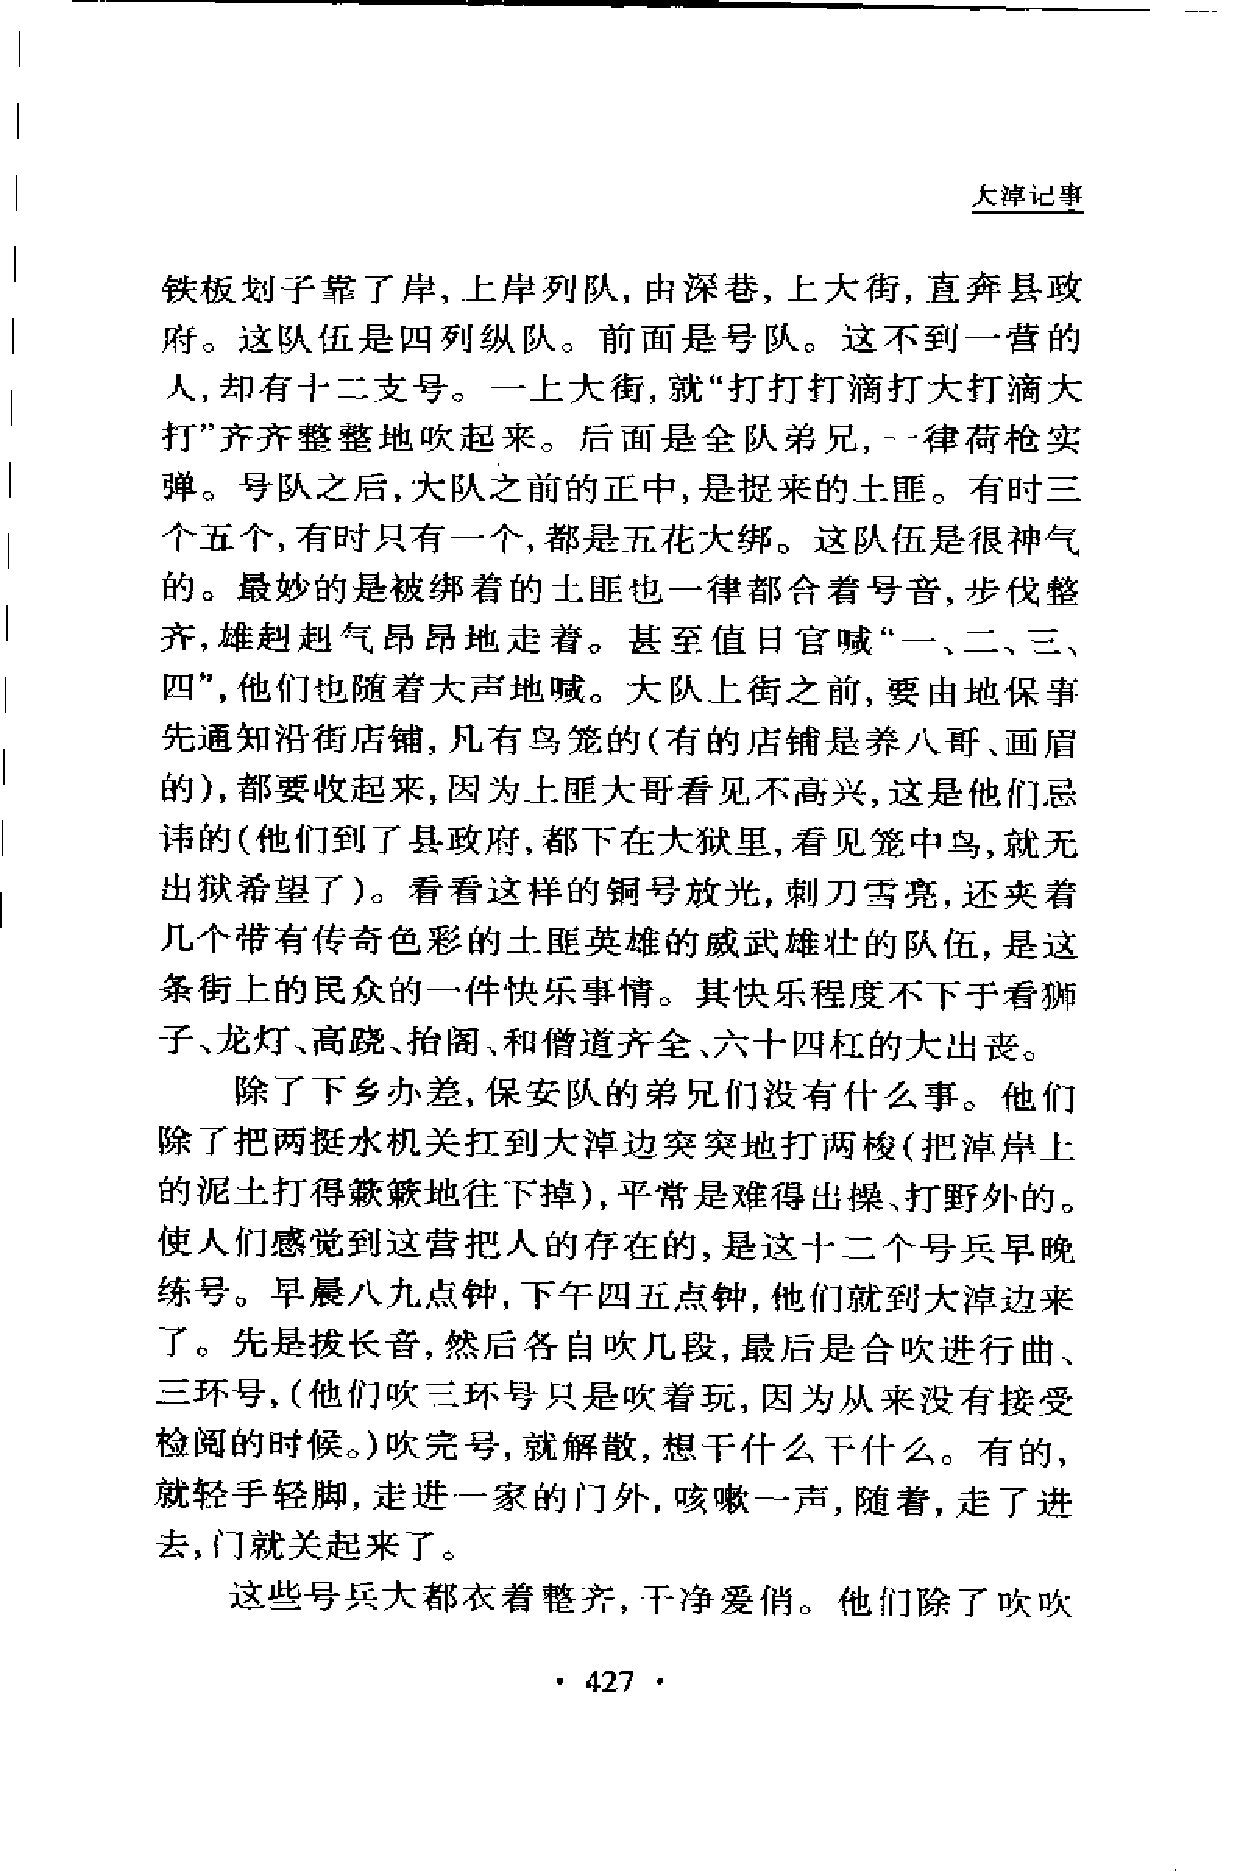 大淖记事
铁板划子靠了岸,上岸列队,由深巷,上大街,直奔县政
府。这队伍是四列纵队。前面是号队。这不到一营的
人,却有十二支号。一上大街,就“打打打滴打大打滴大
打”齐齐整整地吹起来。后面是全队弟兄,一律荷枪实
弹。号队之后,大队之前的正中,是捉来的土匪。有时三
个五个,有时只有一个,都是五花大绑。这队伍是很神气
的。最妙的是被绑着的土匪也一律都合着号音,步伐整
齐,雄赳赳气昂昂地走着。甚至值日官喊“一、二、三、
四”,他们也随着大声地喊。大队上街之前,要由地保事
先通知沿街店铺,凡有鸟笼的(有的店铺是养八哥、画眉
的),都要收起来,因为土匪大哥看见不高兴,这是他们忌
讳的(他们到了县政府,都下在大狱里,看见笼中鸟,就无
出狱希望了)。看看这样的铜号放光,刺刀雪亮,还夹着
几个带有传奇色彩的土匪英雄的威武雄壮的队伍,是这
条街上的民众的一件快乐事情。其快乐程度不下于看狮
子、龙灯、高跷、抬阁、和僧道齐全、六十四杠的大出丧。
除了下乡办差,保安队的弟兄们没有什么事。他们
除了把两挺水机关扛到大淖边突突地打两梭(把淖岸上
的泥土打得簌簌地往下掉),平常是难得出操、打野外的。
使人们感觉到这营把人的存在的,是这十二个号兵早晚
练号。早晨八九点钟,下午四五点钟,他们就到大淖边来
了。先是拔长音,然后各自吹几段,最后是合吹进行曲、
三环号,(他们吹三环号只是吹着玩,因为从来没有接受
检阅的时候。)吹完号,就解散,想干什么干什么。有的,
就轻手轻脚,走进一家的门外,咳嗽一声,随着,走了进
去,门就关起来了。
这些号兵大都衣着整齐,干净爱俏。他们除了吹吹
· 427 ·